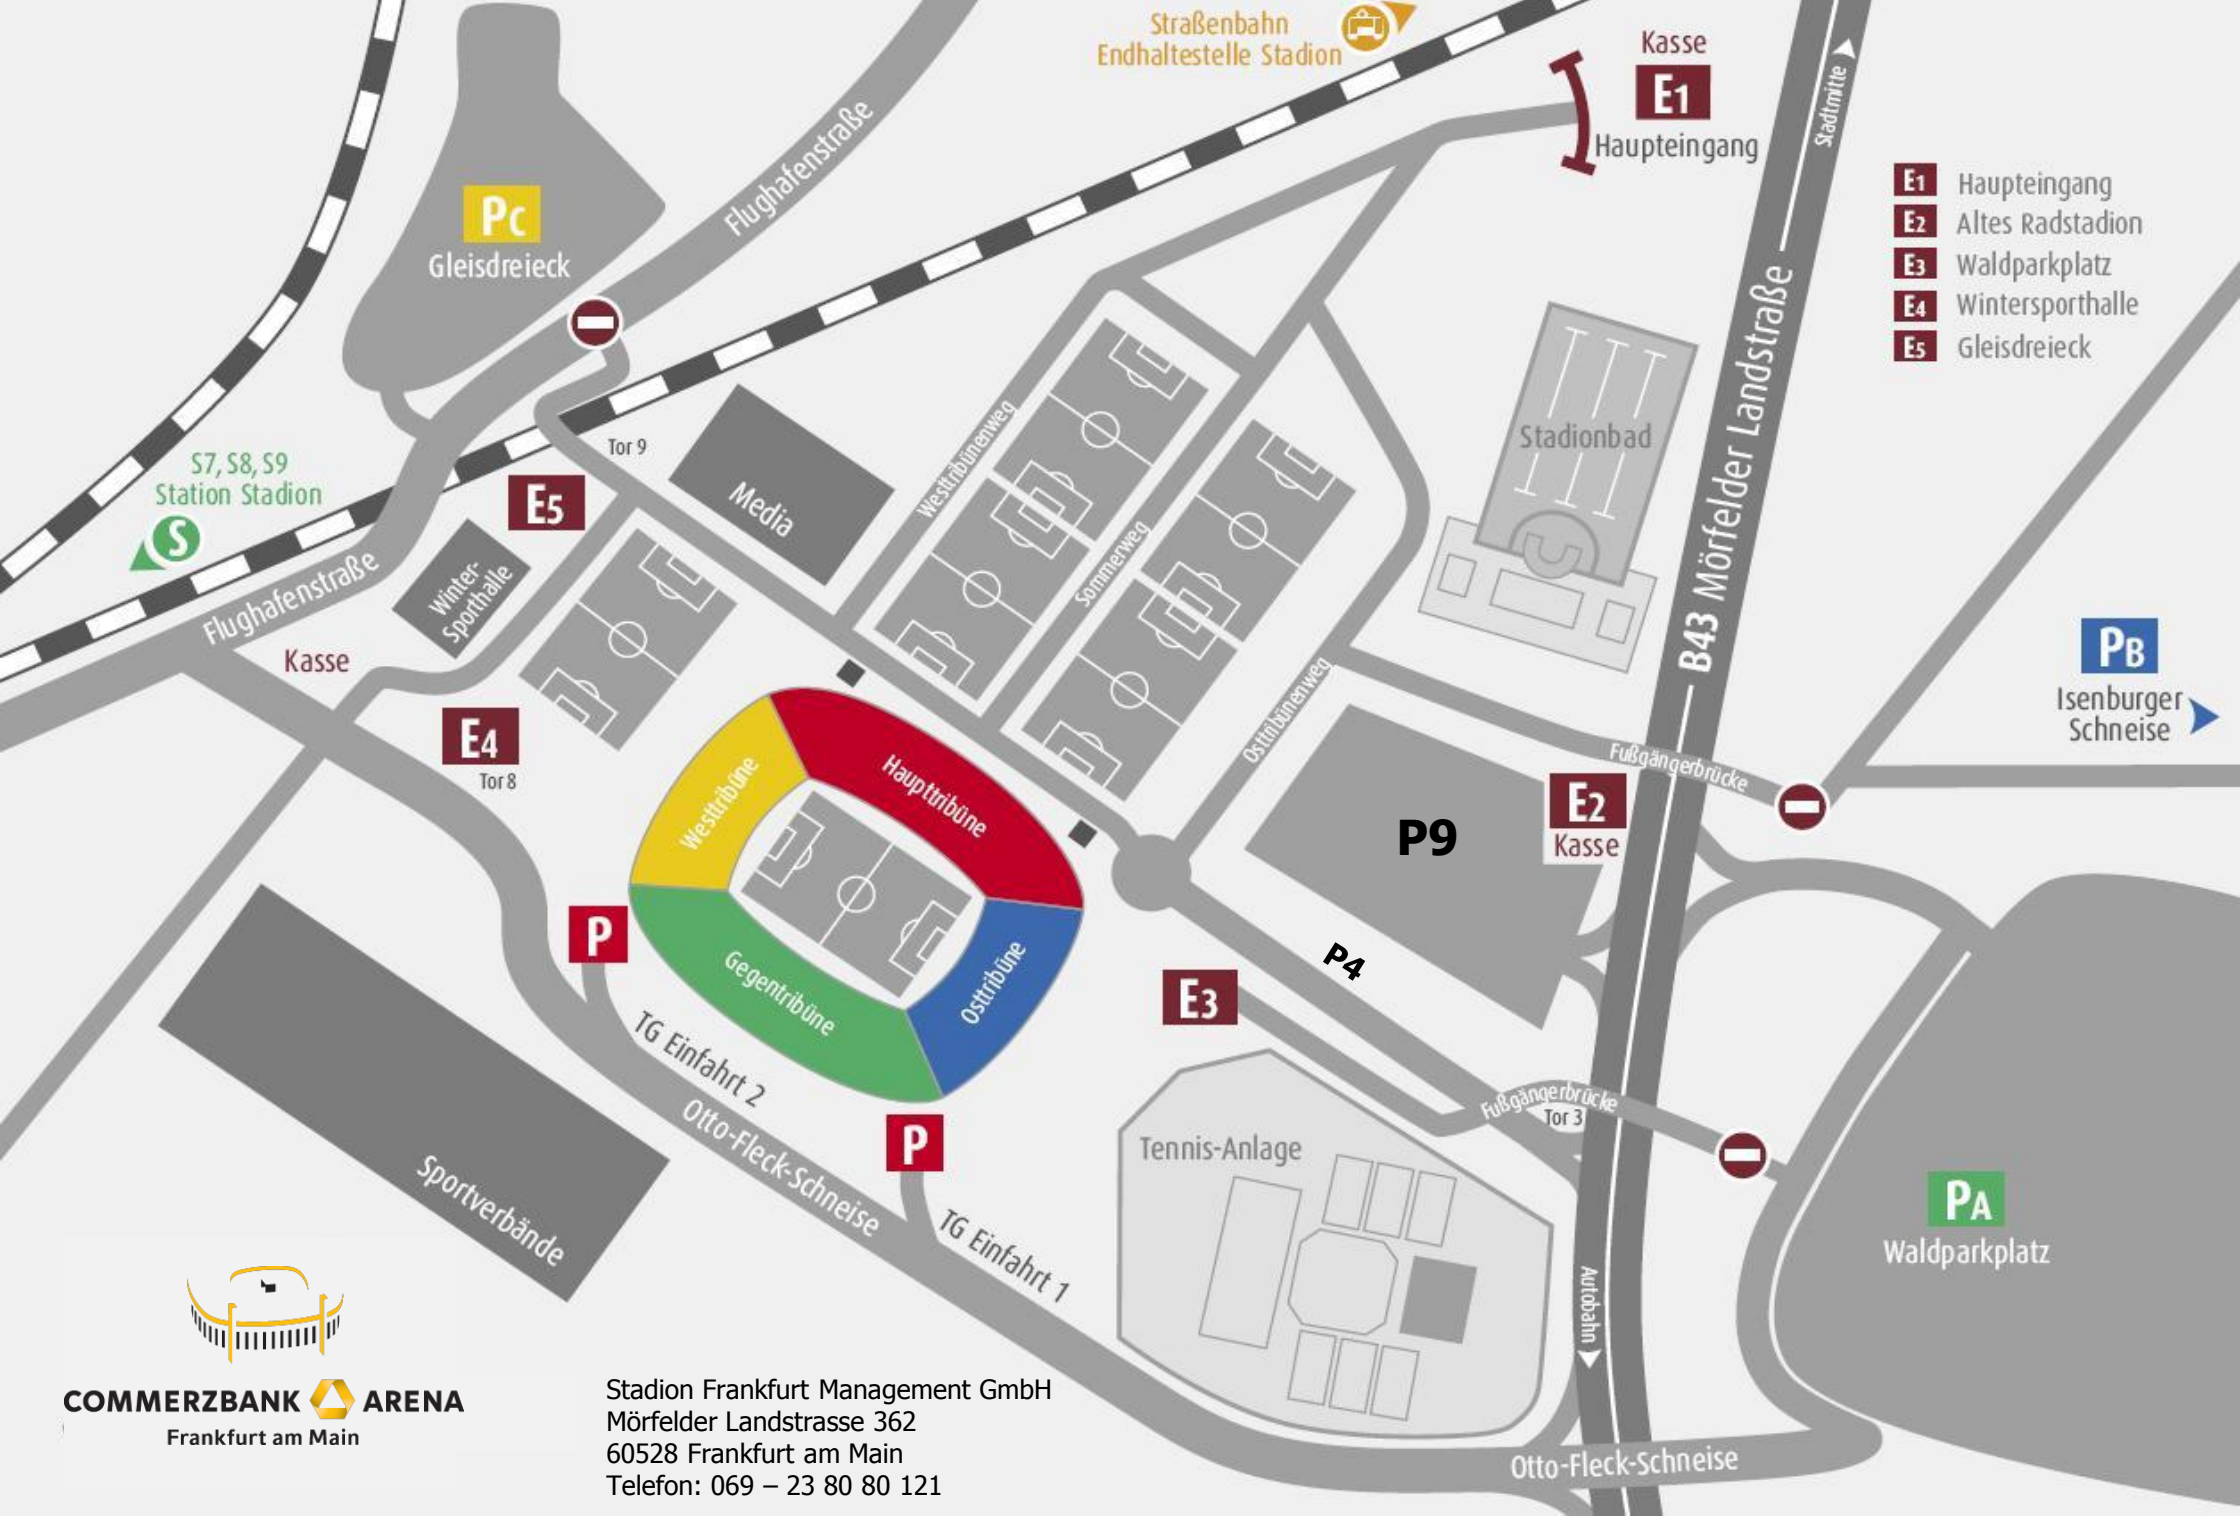 Straßenbahn
Endhaltestelle Stadion
Kasse
E1
Haupteingang
Stadtmitte
E1 Haupteingang
E2 Altes Radstadion
E3 Waldparkplatz
E4 Wintersporthalle
E5 Gleisdreieck
Pc
Gleisdreieck
Flughafenstraße
Tor 9
Media
Westtribünenweg
Sommerweg
Stadionbad
B43 Mörfelder Landstraße
S7, S8, S9
Station Stadion
S
E5
Winter-
Sporthalle
Flughafenstraße
Kasse
E4
Tor 8
Osttribünenweg
PB
Isenburger
Schneise
Fußgängerbrücke
E2
Kasse
P9
P4
Westtribüne
Haupttribüne
Gegentribüne
Osttribüne
P
TG Einfahrt 2
E3
Fußgängerbrücke
Tor 3
Otto-Fleck-Schneise
P
TG Einfahrt 1
Tennis-Anlage
PA
Waldparkplatz
Sportverbände
Autobahn
Otto-Fleck-Schneise
COMMERZBANK ARENA
Frankfurt am Main
Stadion Frankfurt Management GmbH
Mörfelder Landstrasse 362
60528 Frankfurt am Main
Telefon: 069 – 23 80 80 121